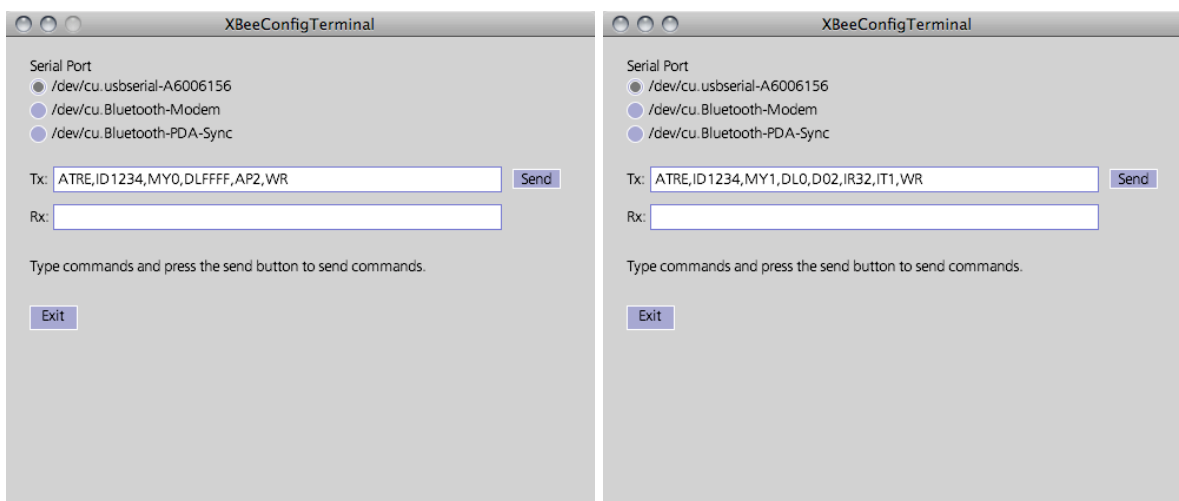 XBeeConfigTerminal
Serial Port
/dev/cu.usbserial-A6006156
/dev/cu.Bluetooth-Modem
/dev/cu.Bluetooth-PDA-Sync
Tx: ATRE,ID1234,MY0,DLFFFF,AP2,WR Send
Rx:
Type commands and press the send button to send commands.
Exit
XBeeConfigTerminal
Serial Port
/dev/cu.usbserial-A6006156
/dev/cu.Bluetooth-Modem
/dev/cu.Bluetooth-PDA-Sync
Tx: ATRE,ID1234,MY1,DL0,D02,IR32,IT1,WR Send
Rx:
Type commands and press the send button to send commands.
Exit